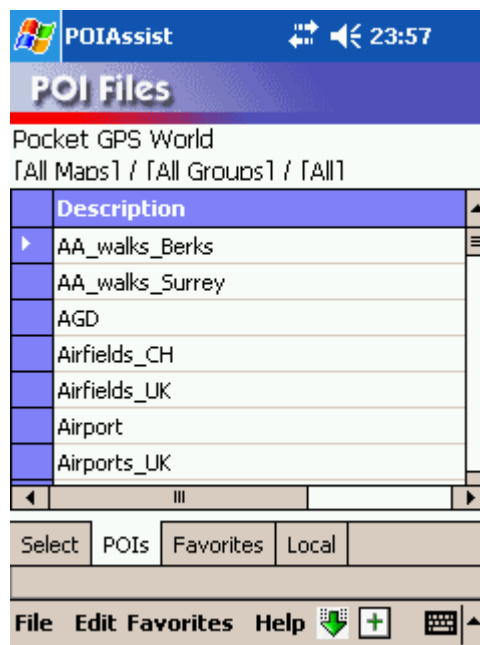 POIAssist 23:57
POI Files
Pocket GPS World
[All Maps] / [All Groups] / [All]
Description
AA_walks_Berks
AA_walks_Surrey
AGD
Airfields_CH
Airfields_UK
Airport
Airports_UK
Select POIs Favorites Local
File Edit Favorites Help